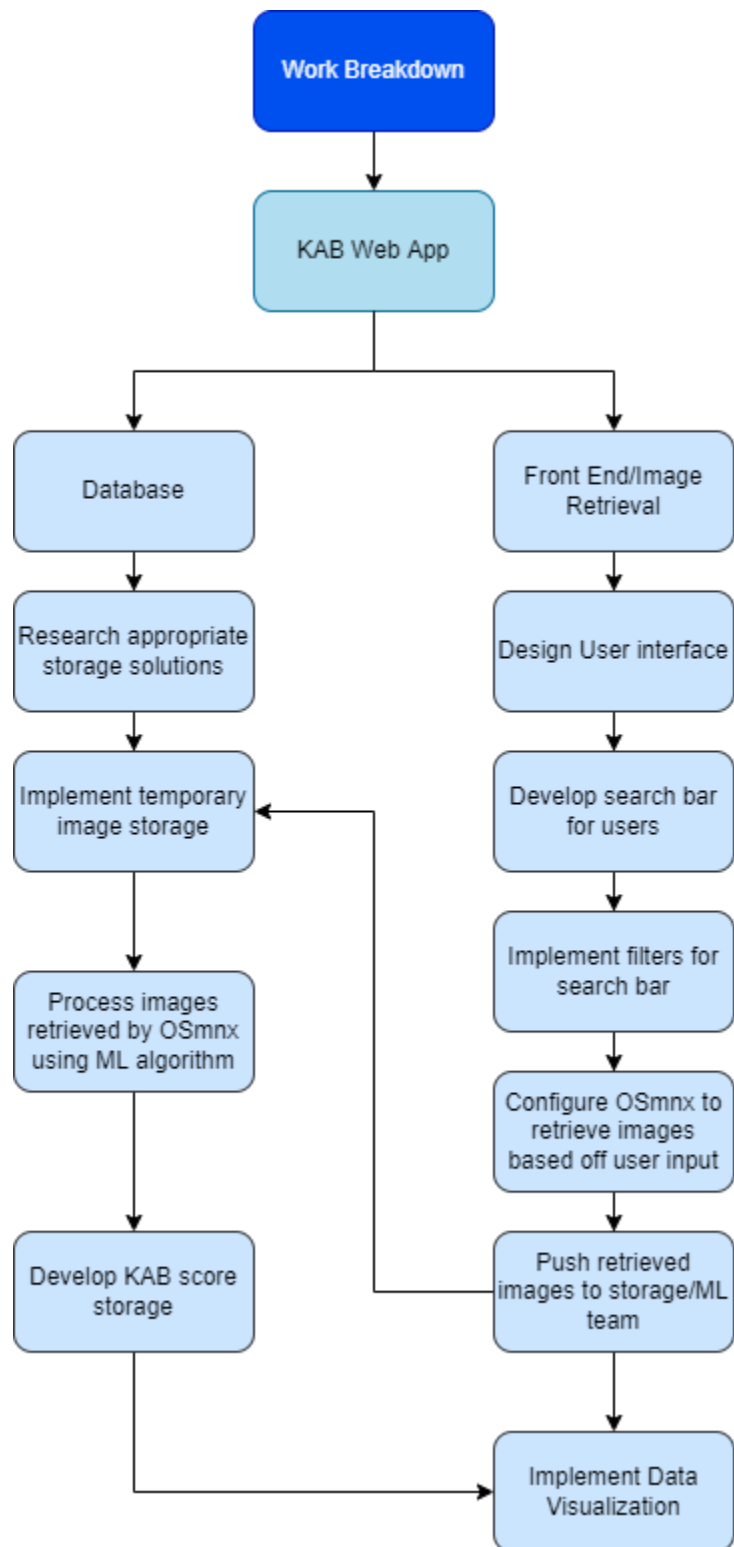 Work Breakdown
KAB Web App
Database
Front End/Image
Retrieval
Research appropriate
storage solutions
Design User interface
Implement temporary
image storage
Develop search bar
for users
Implement filters for
search bar
Process images
retrieved by OSmnx
using ML algorithm
Configure OSmnx to
retrieve images
based off user input
Develop KAB score
storage
Push retrieved
images to storage/ML
team
Implement Data
Visualization